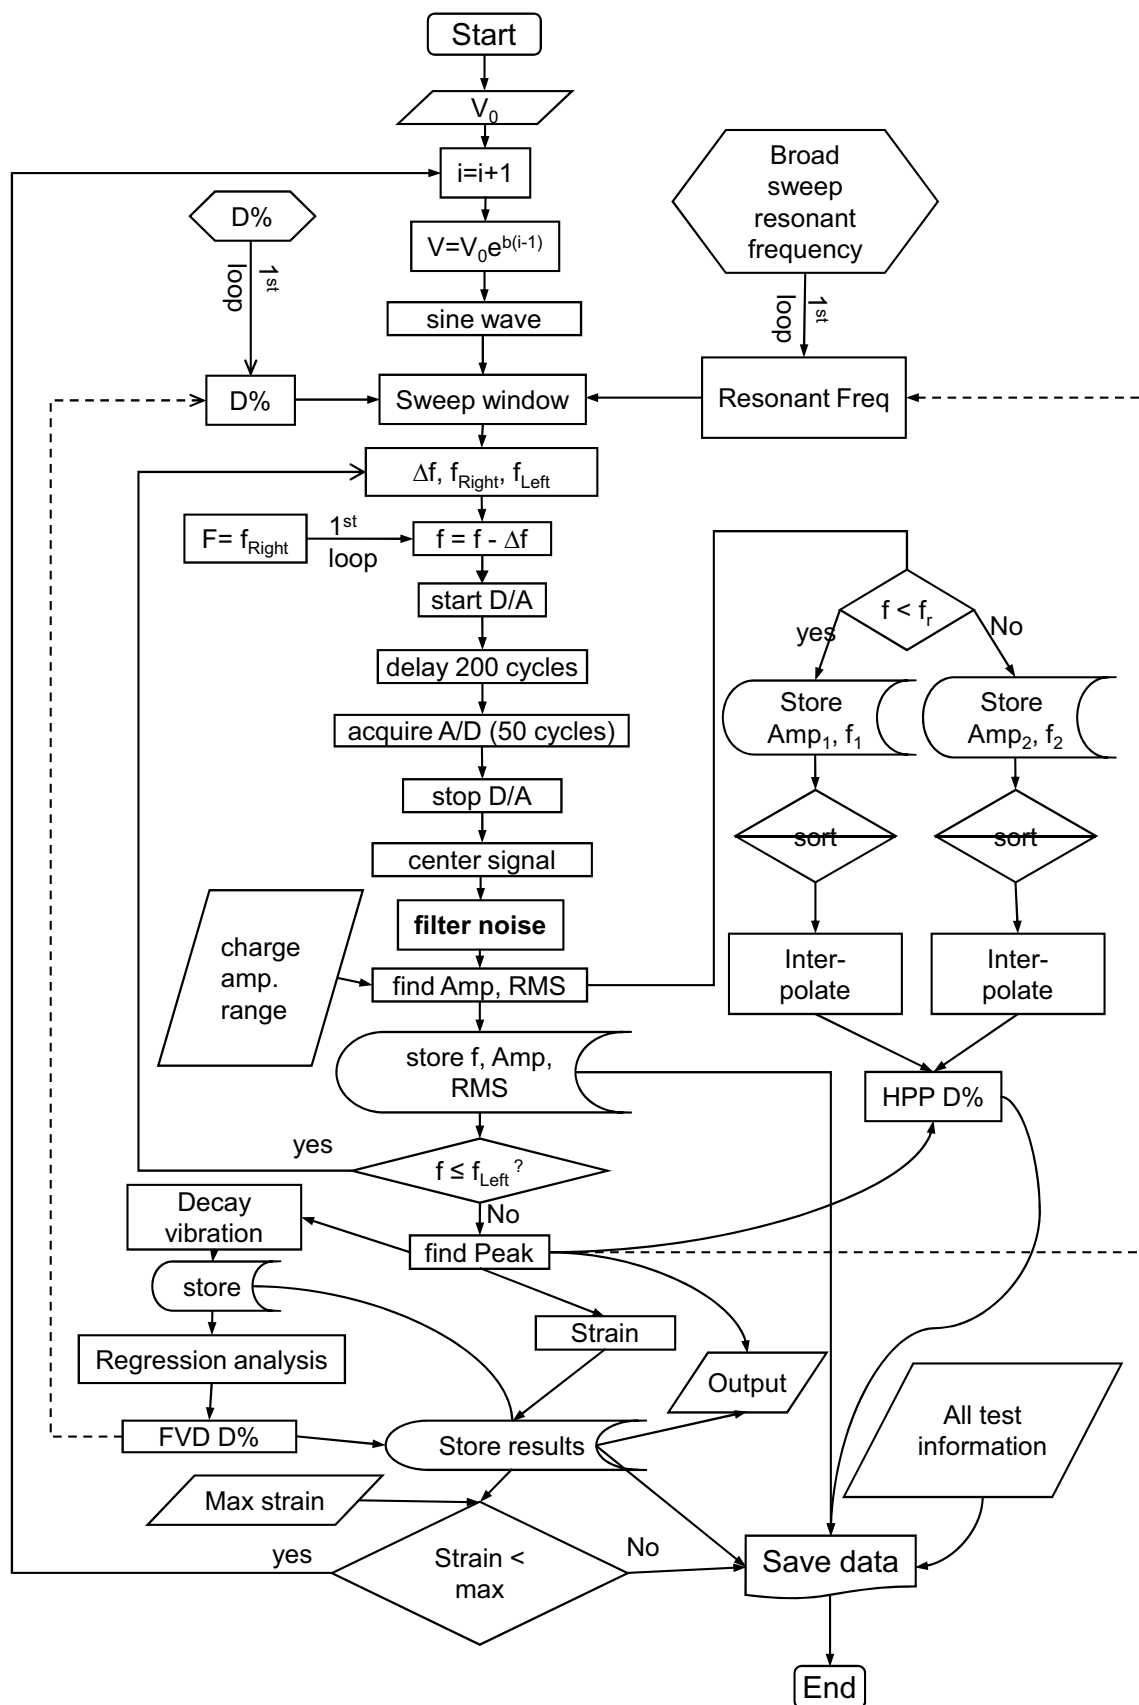 Start
V₀
i=i+1
Broad
sweep
resonant
frequency
D%
V=V₀e^b(i-1)
1st
loop
1st
loop
sine wave
D%
Sweep window
Resonant Freq
Δf, fRight, fLeft
F= fRight
1st
loop
f = f - Δf
start D/A
f < fr
yes
No
delay 200 cycles
Store
Amp₁, f₁
Store
Amp₂, f₂
acquire A/D (50 cycles)
stop D/A
sort
sort
center signal
filter noise
charge
amp.
range
find Amp, RMS
Inter-
polate
Inter-
polate
store f, Amp,
RMS
HPP D%
yes
f ≤ fLeft ?
No
Decay
vibration
find Peak
store
Strain
Regression analysis
Output
FVD D%
Store results
All test
information
Max strain
yes
Strain <
max
No
Save data
End